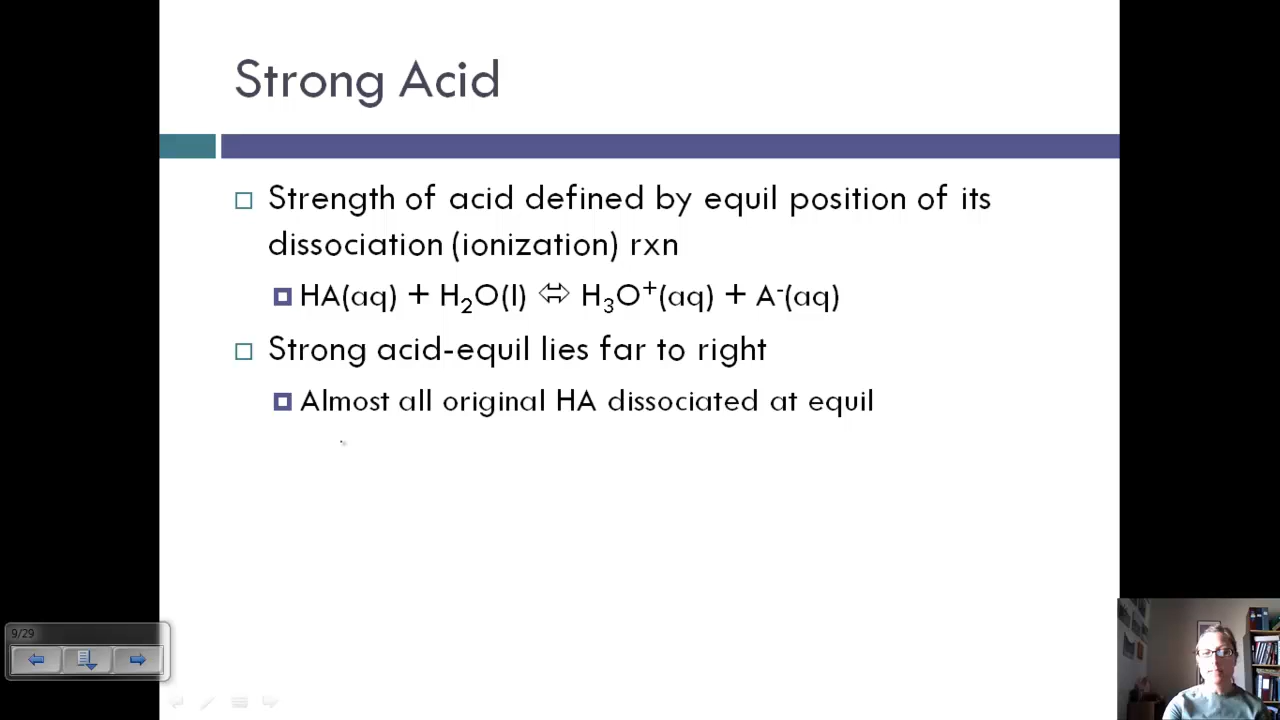 Strong Acid
Strength of acid defined by equil position of its
dissociation (ionization) rxn
HA(aq) + H₂O(l) ⬄ H₃O⁺(aq) + A⁻(aq)
Strong acid-equil lies far to right
Almost all original HA dissociated at equil
9/29